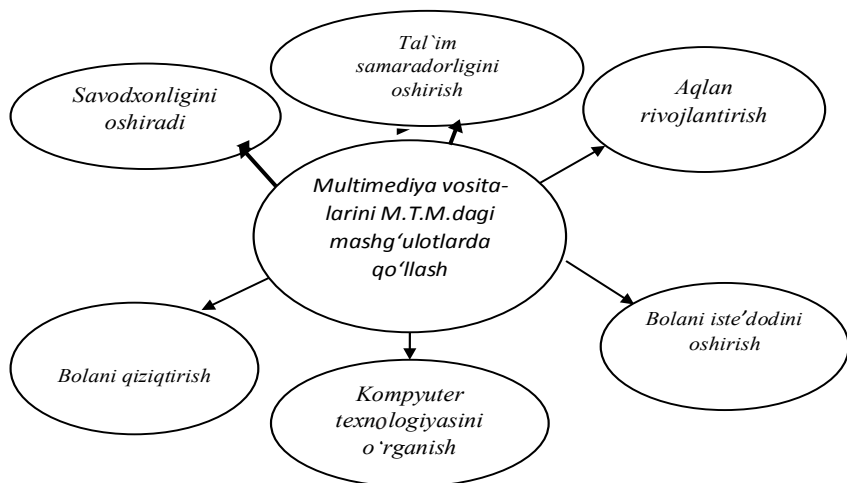 Tal`im
samaradorligini
oshirish
Savodxonligini
oshiradi
Aqlan
rivojlantirish
Multimediya vosita-
larini M.T.M.dagi
mashg‘ulotlarda
qo‘llash
Bolani iste’dodini
oshirish
Bolani qiziqtirish
Kompyuter
texnologiyasini
o‘rganish